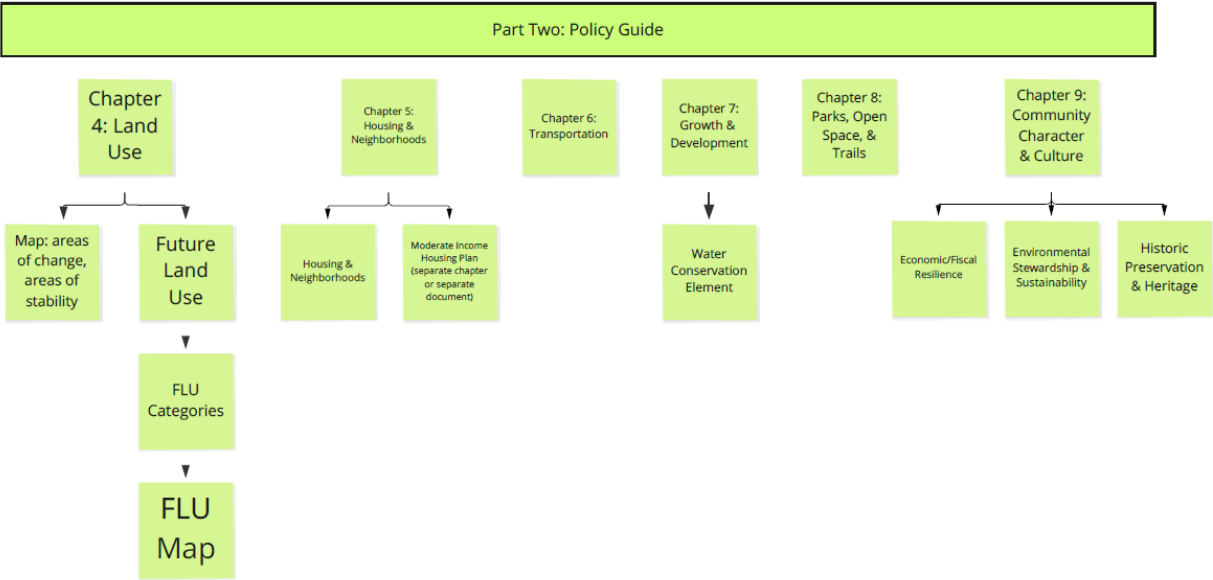 Part Two: Policy Guide
Chapter
4: Land
Use
Chapter 5:
Housing &
Neighborhoods
Chapter 6:
Transportation
Chapter 7:
Growth &
Development
Chapter 8:
Parks, Open
Space, &
Trails
Chapter 9:
Community
Character
& Culture
Map: areas
of change,
areas of
stability
Future
Land
Use
Housing &
Neighborhoods
Moderate Income
Housing Plan
(separate chapter
or separate
document)
Water
Conservation
Element
Economic/Fiscal
Resilience
Environmental
Stewardship &
Sustainability
Historic
Preservation
& Heritage
FLU
Categories
FLU
Map